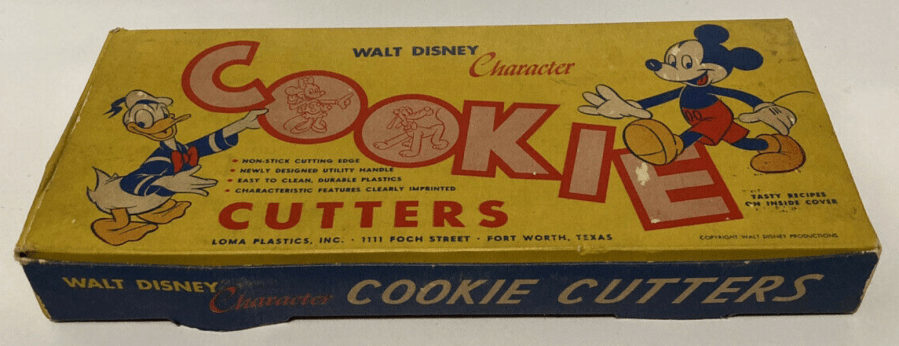 WALT DISNEY
Character
COOKIE
• NON-STICK CUTTING EDGE
• NEWLY DESIGNED UTILITY HANDLE
• EASY TO CLEAN, DURABLE PLASTICS
• CHARACTERISTIC FEATURES CLEARLY IMPRINTED
CUTTERS
TASTY RECIPES
ON INSIDE COVER
LOMA PLASTICS, INC. · 1111 FOCH STREET · FORT WORTH, TEXAS
COPYRIGHT WALT DISNEY PRODUCTIONS
WALT DISNEY Character COOKIE CUTTERS